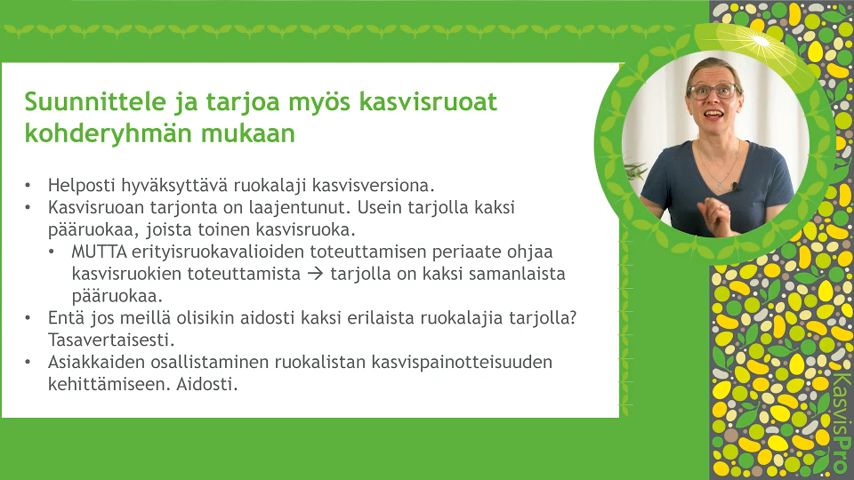 Suunnittele ja tarjoa myös kasvisruoat
kohderyhmän mukaan
• Helposti hyväksyttävä ruokalaji kasvisversiona.
• Kasvisruoan tarjonta on laajentunut. Usein tarjolla kaksi
pääruokaa, joista toinen kasvisruoka.
• MUTTA erityisruokavalioiden toteuttamisen periaate ohjaa
kasvisruokien toteuttamista → tarjolla on kaksi samanlaista
pääruokaa.
• Entä jos meillä olisikin aidosti kaksi erilaista ruokalajia tarjolla?
Tasavertaisesti.
• Asiakkaiden osallistaminen ruokalistan kasvispainotteisuuden
kehittämiseen. Aidosti.
KasvisPro